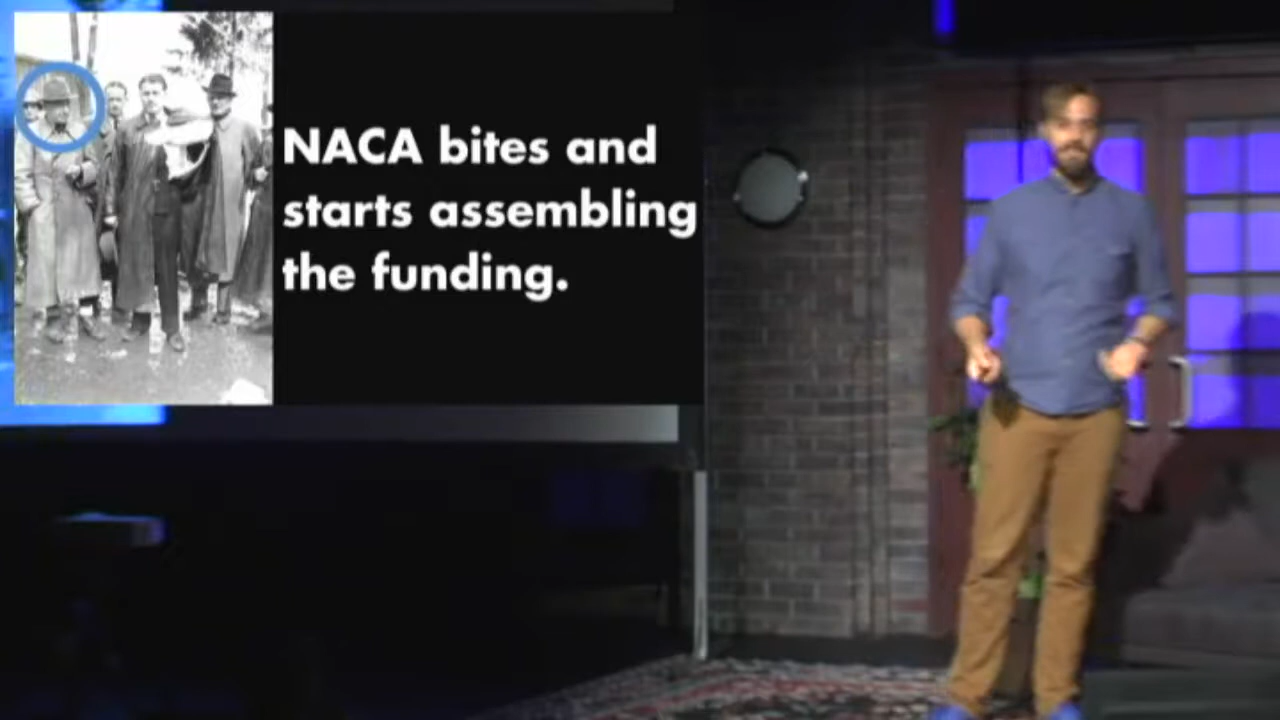 NACA bites and
starts assembling
the funding.